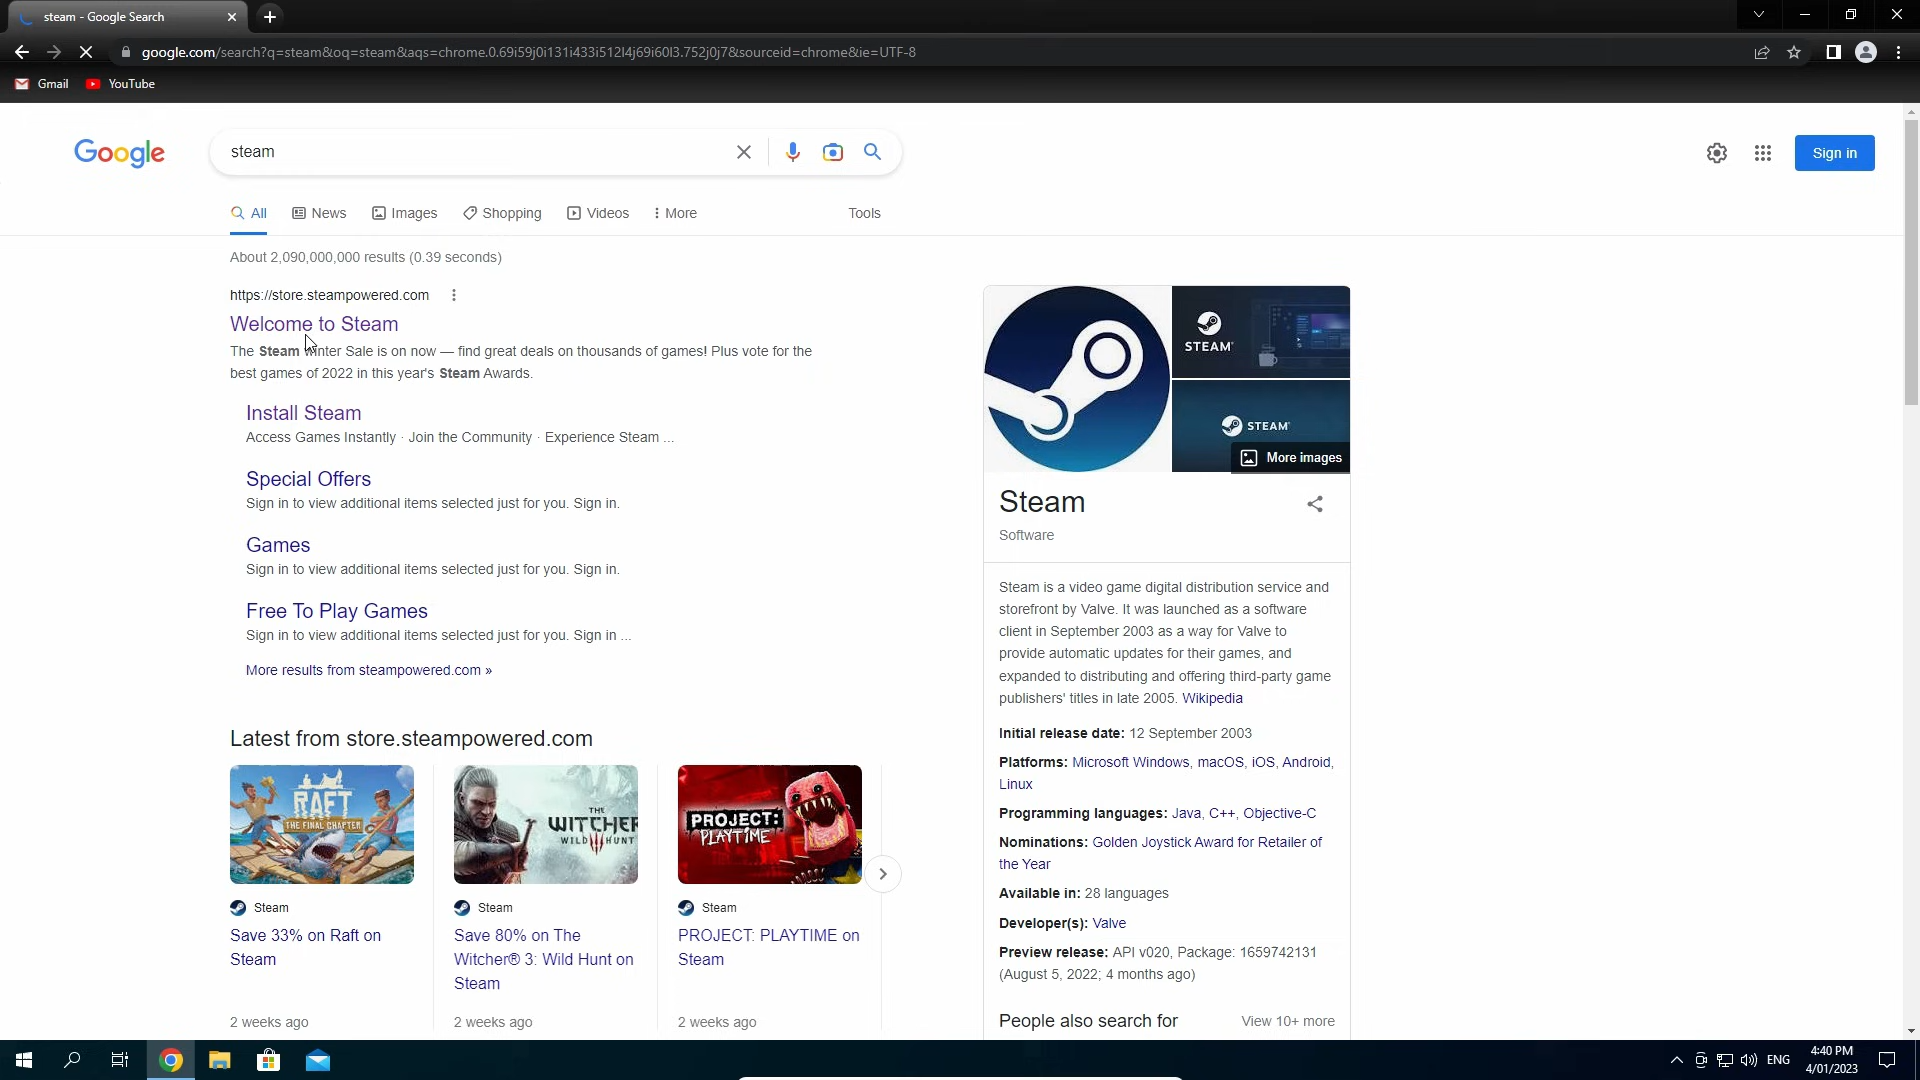 steam - Google Search
google.com/search?q=steam&oq=steam&aqs=chrome.0.69i59j0i131i433i512l4j69i60l3.752j0j7&sourceid=chrome&ie=UTF-8
Gmail YouTube
Google
steam
Sign in
All News Images Shopping Videos More Tools
About 2,090,000,000 results (0.39 seconds)
https://store.steampowered.com
Welcome to Steam
The Steam Winter Sale is on now — find great deals on thousands of games! Plus vote for the
best games of 2022 in this year's Steam Awards.
Install Steam
Access Games Instantly · Join the Community · Experience Steam ...
Special Offers
Sign in to view additional items selected just for you. Sign in.
Games
Sign in to view additional items selected just for you. Sign in.
Free To Play Games
Sign in to view additional items selected just for you. Sign in ...
More results from steampowered.com »
Latest from store.steampowered.com
RAFT
THE FINAL CHAPTER
THE
WITCHER
WILD HUNT
PROJECT:
PLAYTIME
Steam
Save 33% on Raft on
Steam
2 weeks ago
Steam
Save 80% on The
Witcher® 3: Wild Hunt on
Steam
2 weeks ago
Steam
PROJECT: PLAYTIME on
Steam
2 weeks ago
STEAM
STEAM
More images
Steam
Software
Steam is a video game digital distribution service and
storefront by Valve. It was launched as a software
client in September 2003 as a way for Valve to
provide automatic updates for their games, and
expanded to distributing and offering third-party game
publishers' titles in late 2005. Wikipedia
Initial release date: 12 September 2003
Platforms: Microsoft Windows, macOS, iOS, Android,
Linux
Programming languages: Java, C++, Objective-C
Nominations: Golden Joystick Award for Retailer of
the Year
Available in: 28 languages
Developer(s): Valve
Preview release: API v020, Package: 1659742131
(August 5, 2022; 4 months ago)
People also search for View 10+ more
ENG
4:40 PM
4/01/2023